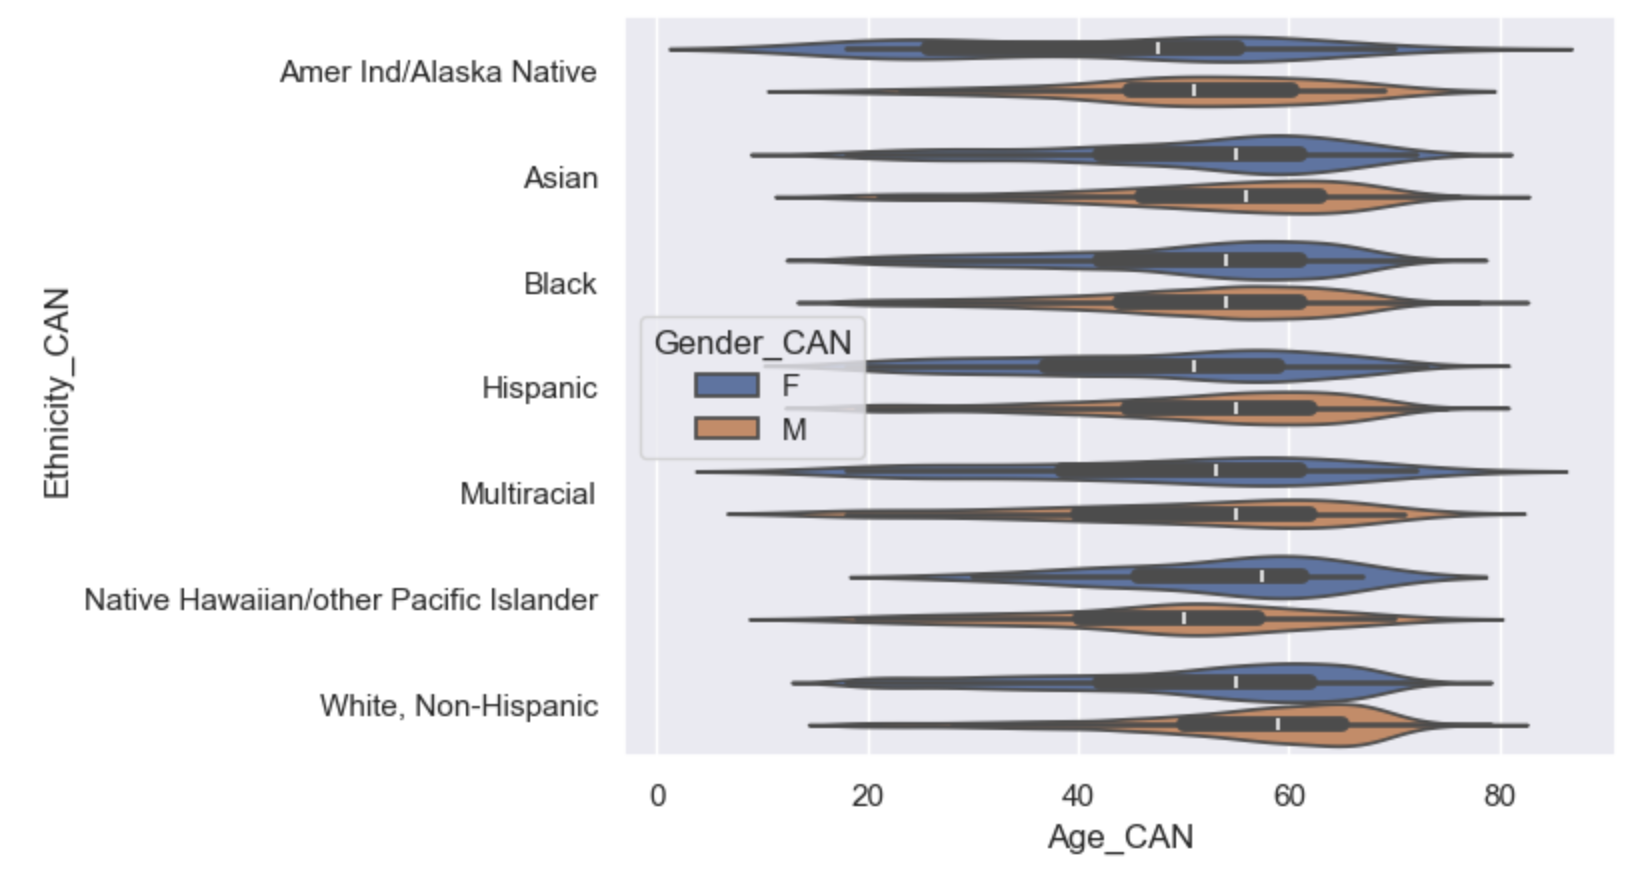 Amer Ind/Alaska Native
Asian
Black
Hispanic
Multiracial
Native Hawaiian/other Pacific Islander
White, Non-Hispanic
Ethnicity_CAN
Gender_CAN
F
M
0 20 40 60 80
Age_CAN